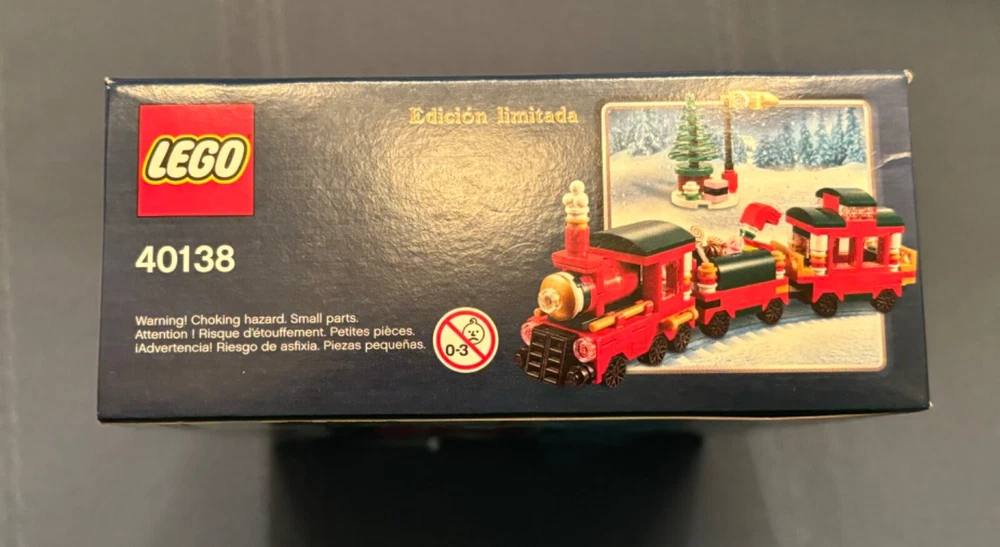 LEGO
Edición limitada
40138
Warning! Choking hazard. Small parts.
Attention ! Risque d'étouffement. Petites pièces.
¡Advertencia! Riesgo de asfixia. Piezas pequeñas.
0-3